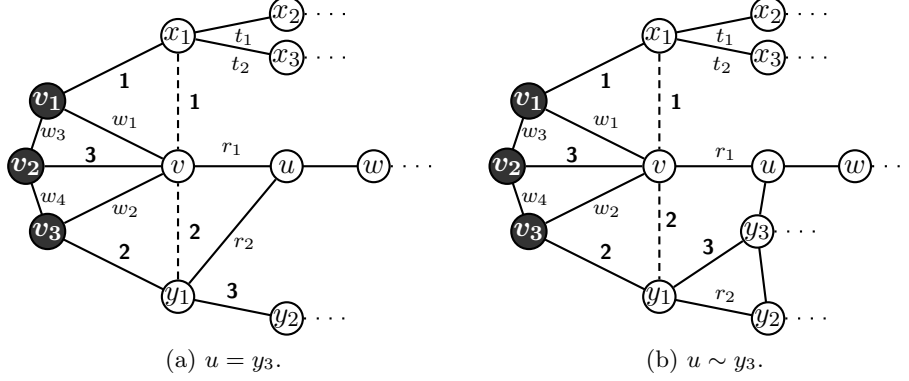 x₂ · · · · x₂ · · · ·
x₁ t₁ x₁ t₁
x₃ · · · · x₃ · · · ·
t₂ t₂
1 1
v₁ 1 v₁ 1
w₃ w₁ w₃ w₁
v₂ 3 v r₁ u w · · · · v₂ 3 v r₁ u w · · · ·
w₄ w₂ w₄ w₂
v₃ 2 r₂ v₃ 2 y₃ · · · ·
2 2 3
y₁ 3 y₁ r₂
y₂ · · · · y₂ · · · ·
(a) u = y₃. (b) u ∼ y₃.